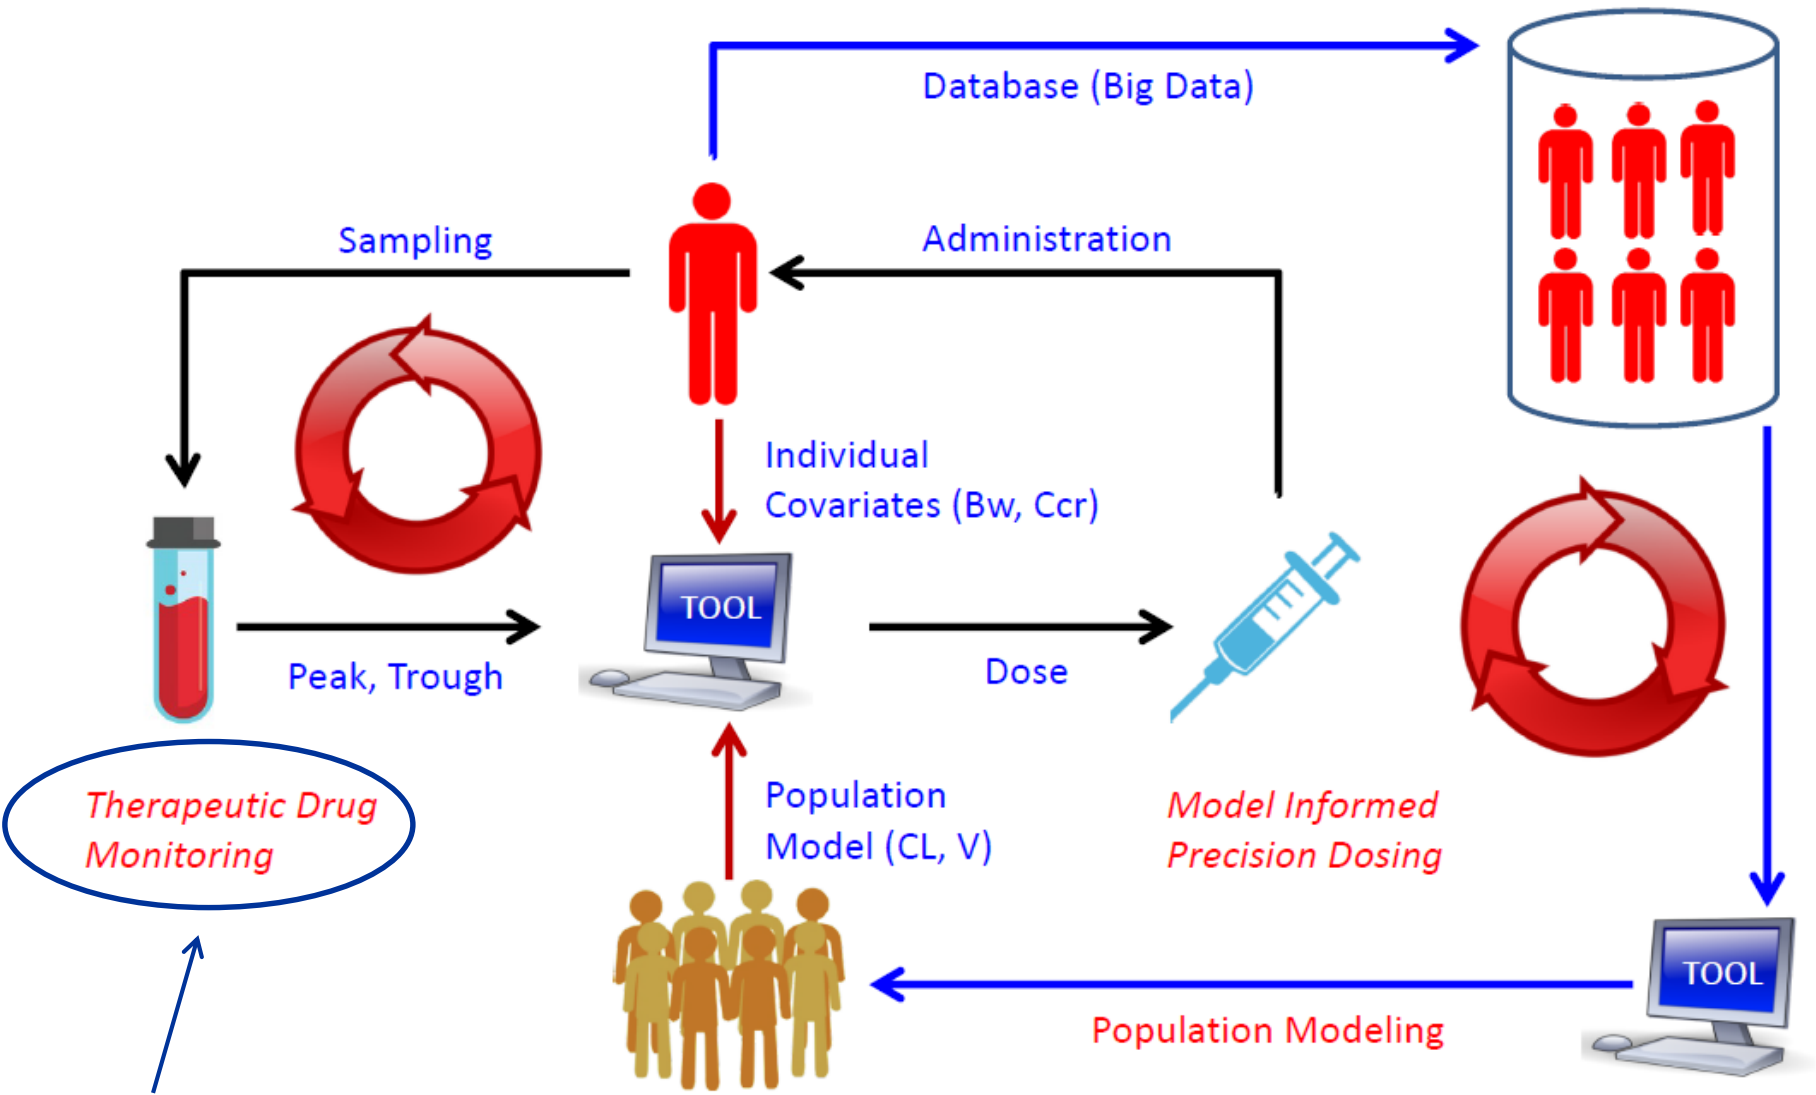 Database (Big Data)
Sampling
Administration
Individual
Covariates (Bw, Ccr)
TOOL
Peak, Trough
Dose
Therapeutic Drug
Monitoring
Population
Model (CL, V)
Model Informed
Precision Dosing
TOOL
Population Modeling